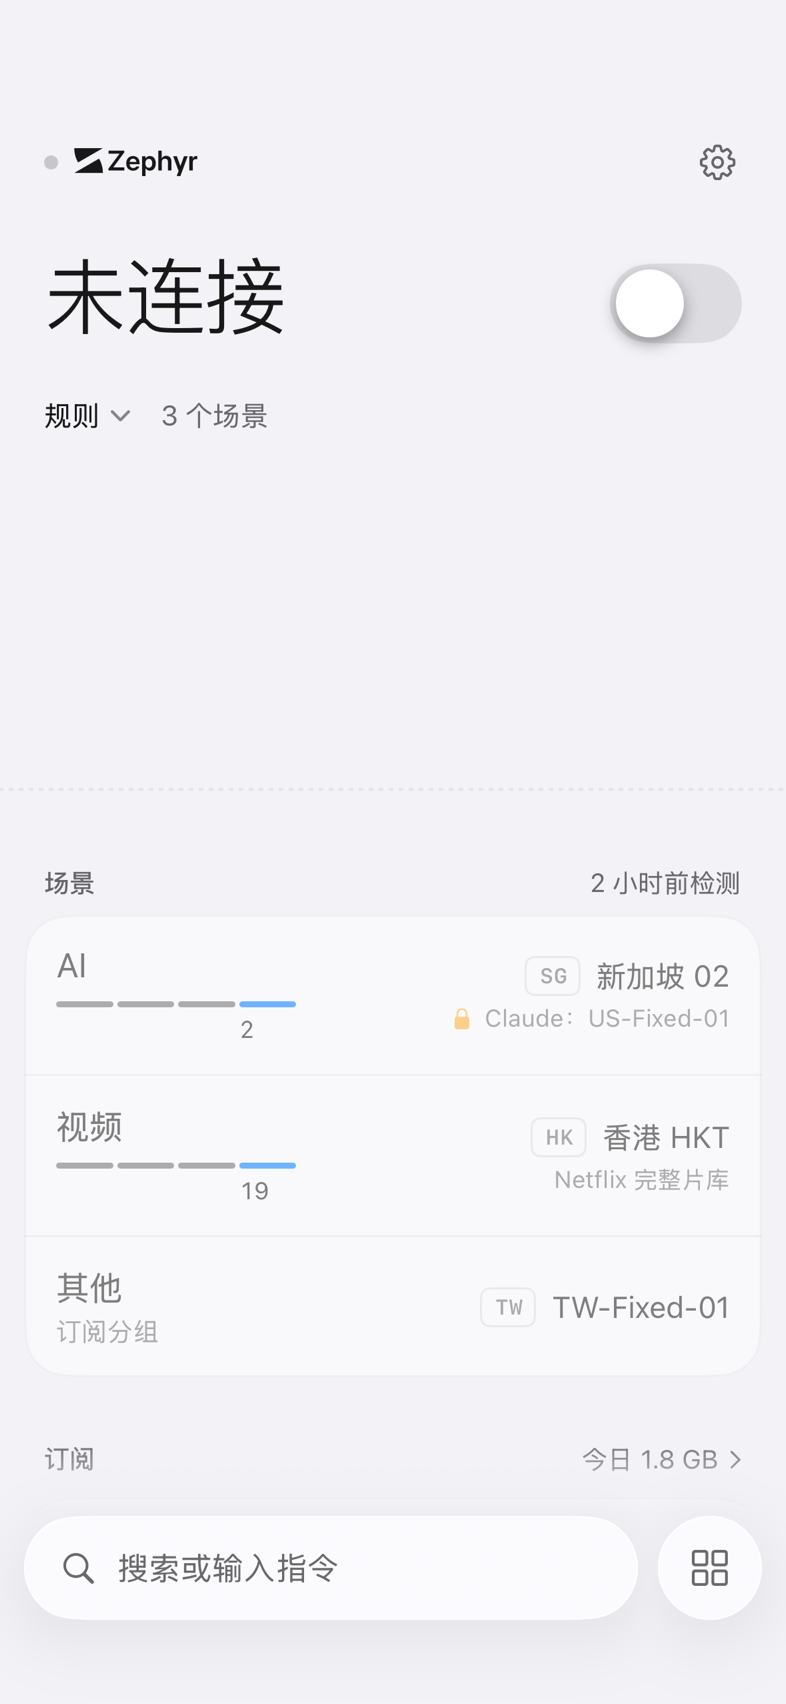 Zephyr
未连接
规则 3 个场景
场景 2 小时前检测
AI
SG 新加坡 02
2
Claude：US-Fixed-01
视频
HK 香港 HKT
19
Netflix 完整片库
其他
订阅分组
TW TW-Fixed-01
订阅 今日 1.8 GB
搜索或输入指令